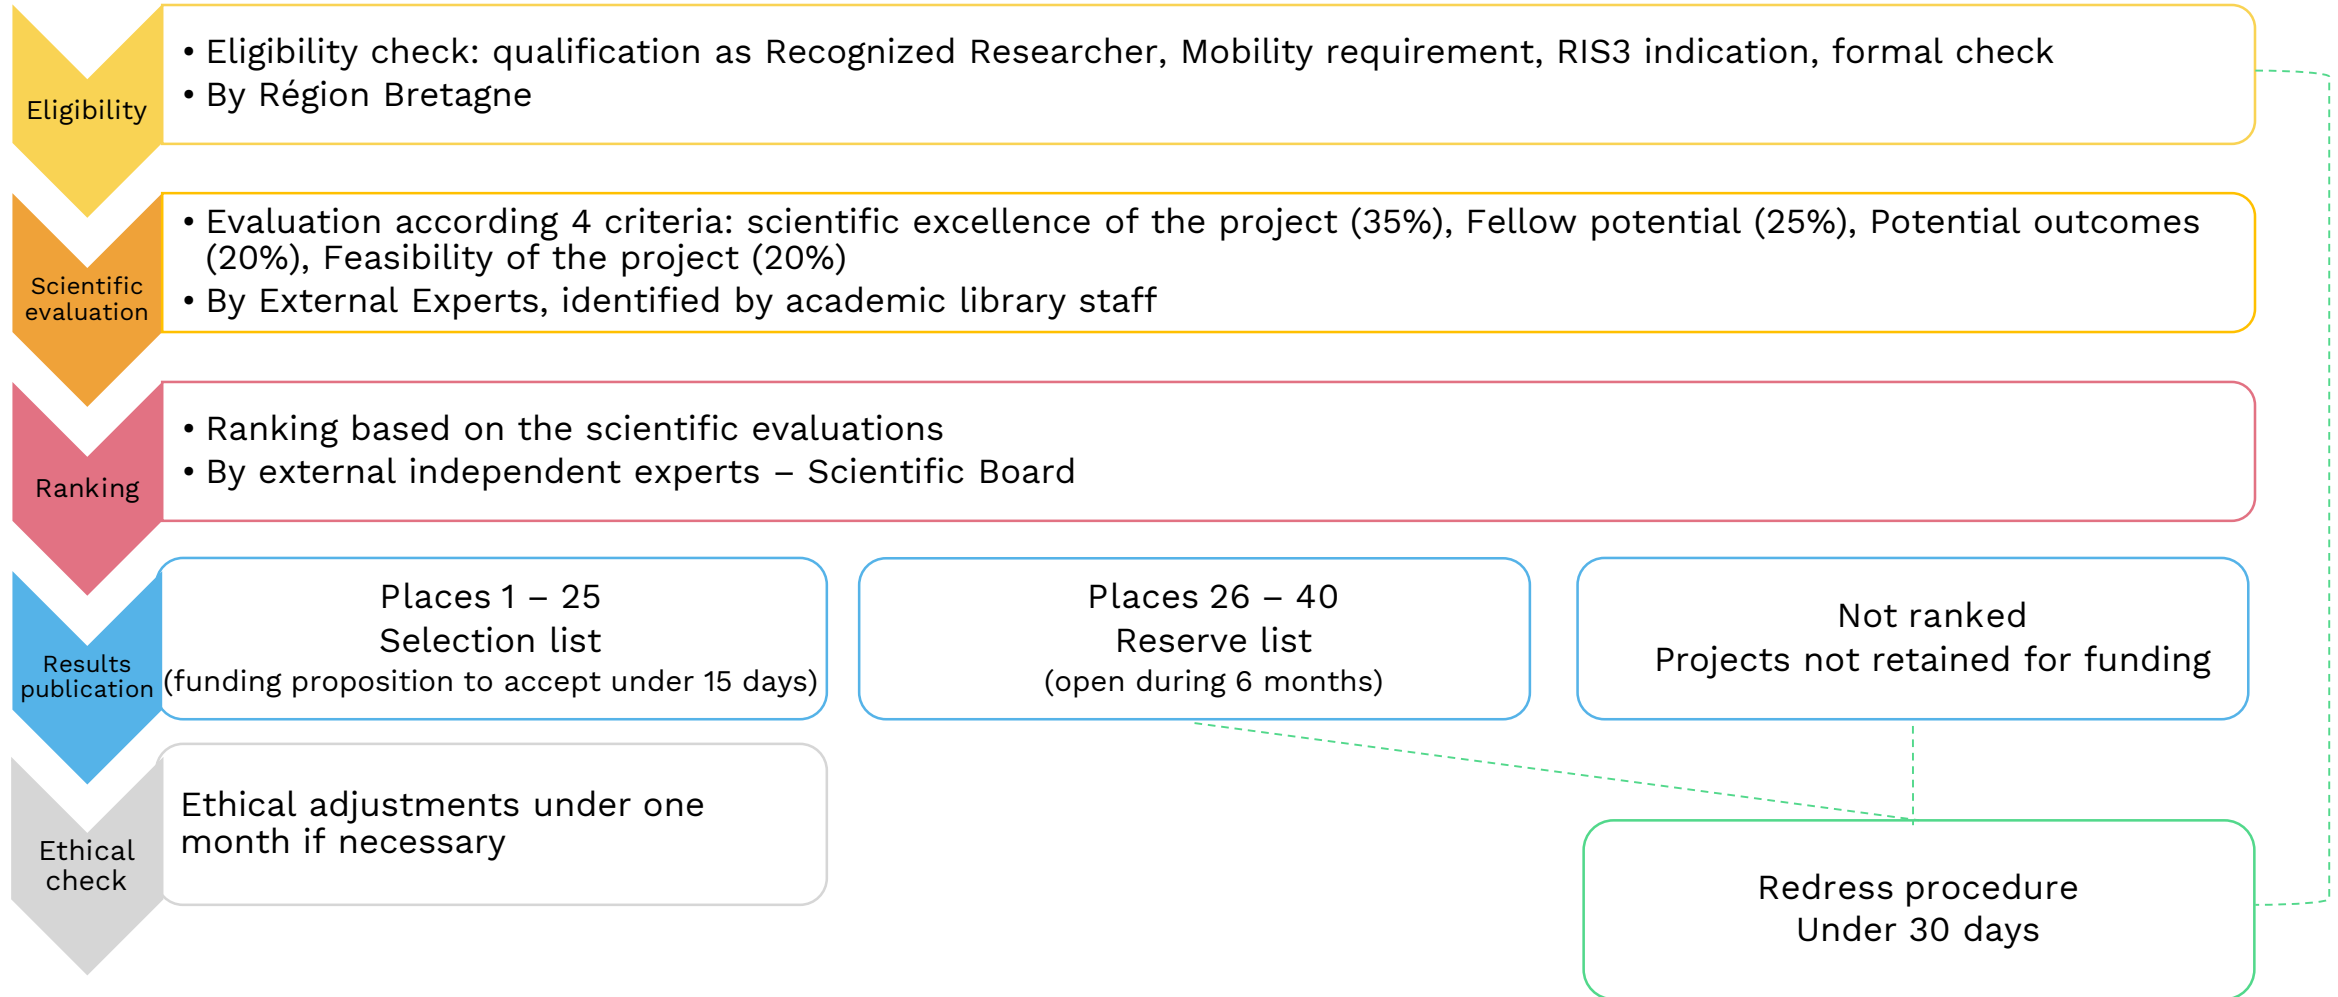 Eligibility
• Eligibility check: qualification as Recognized Researcher, Mobility requirement, RIS3 indication, formal check
• By Région Bretagne
Scientific
evaluation
• Evaluation according 4 criteria: scientific excellence of the project (35%), Fellow potential (25%), Potential outcomes
(20%), Feasibility of the project (20%)
• By External Experts, identified by academic library staff
Ranking
• Ranking based on the scientific evaluations
• By external independent experts – Scientific Board
Results
publication
Places 1 – 25
Selection list
(funding proposition to accept under 15 days)
Places 26 – 40
Reserve list
(open during 6 months)
Not ranked
Projects not retained for funding
Ethical
check
Ethical adjustments under one
month if necessary
Redress procedure
Under 30 days